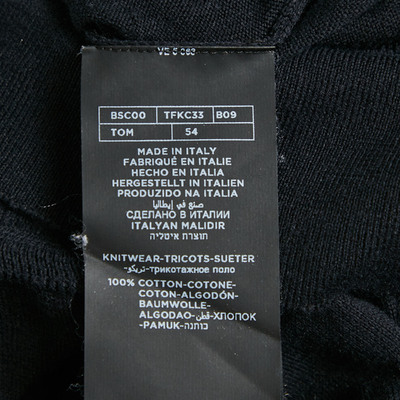 BSC00 TFKC33 B09
TOM 54
MADE IN ITALY
FABRIQUÉ EN ITALIE
HECHO EN ITALIA
HERGESTELLT IN ITALIEN
PRODUZIDO NA ITALIA
صنع في إيطاليا
СДЕЛАНО В ИТАЛИИ
ITALYAN MALIDIR
תוצרת איטליה
KNITWEAR-TRICOTS-SUETER
-تريكو-трикотажное поло
100% COTTON-COTONE-
COTON-ALGODÓN-
BAUMWOLLE-
ALGODAO-قطن-ХЛОПОК
-PAMUK-כותנה